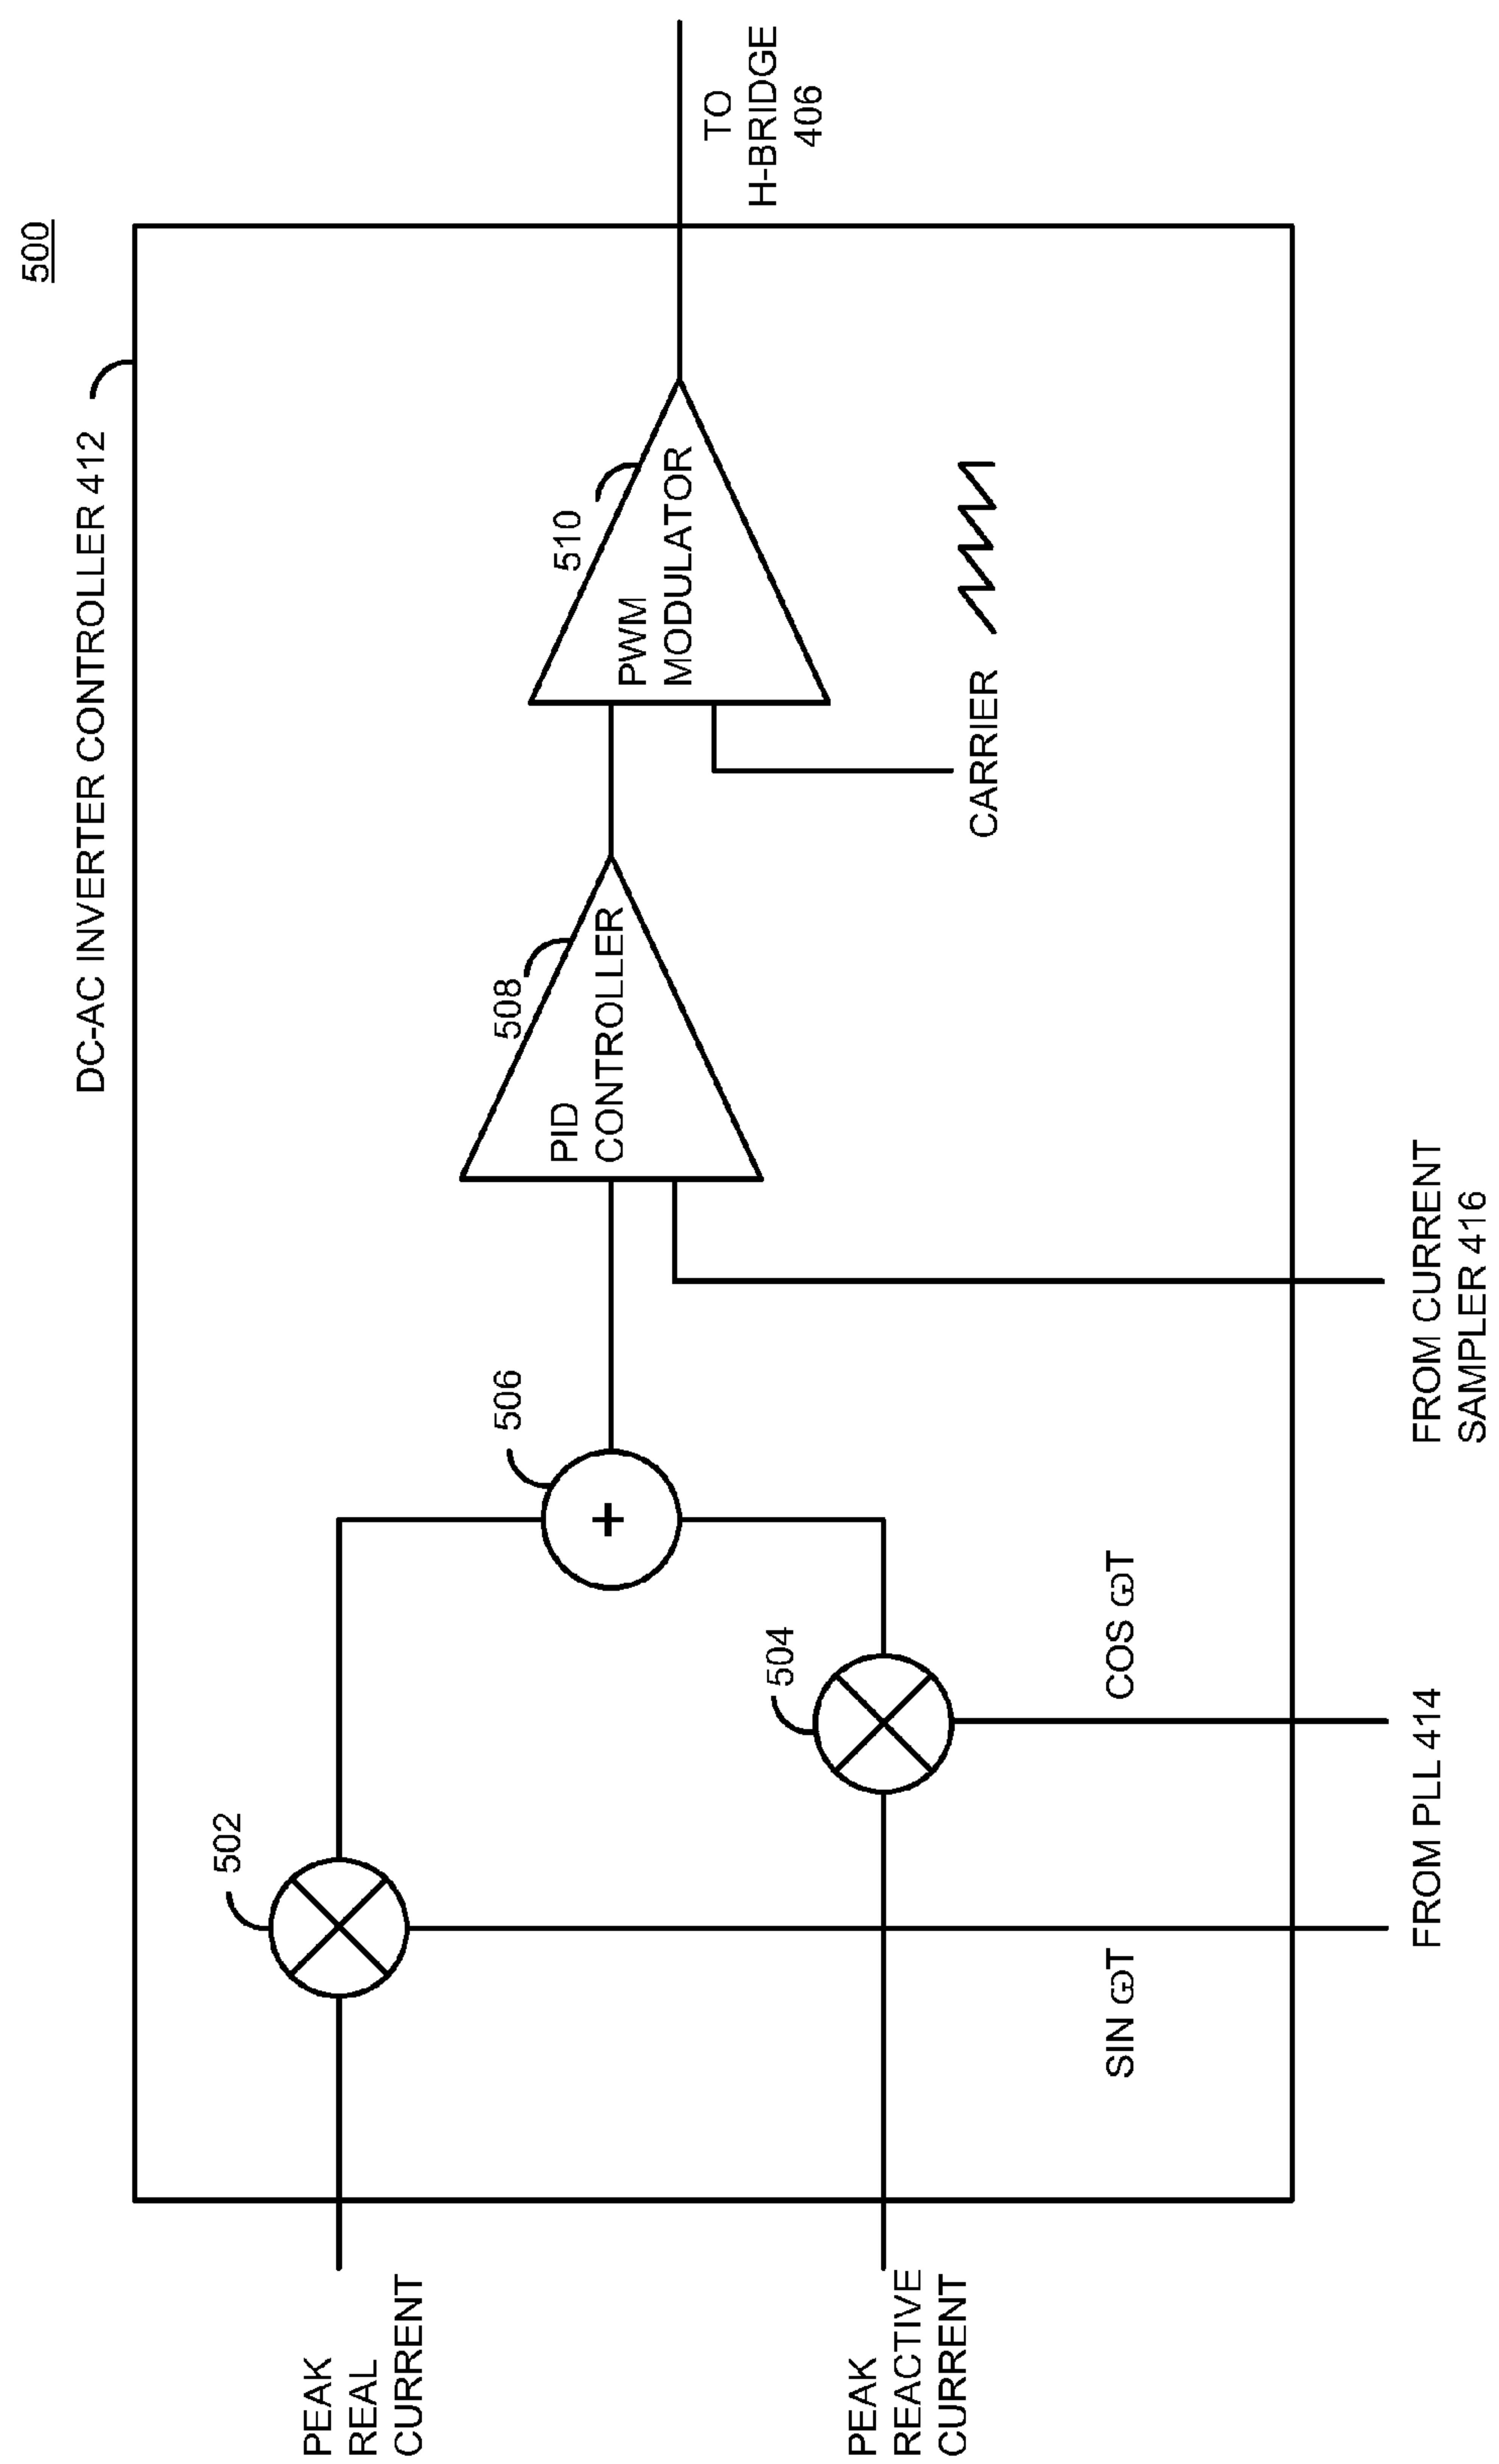 500
DC-AC INVERTER CONTROLLER 412
PEAK
REAL
CURRENT
502
PEAK
REACTIVE
CURRENT
504
506
508
PID
CONTROLLER
510
PWM
MODULATOR
CARRIER
TO
H-BRIDGE
406
SIN ωT
COS ωT
+
FROM PLL 414
FROM CURRENT
SAMPLER 416